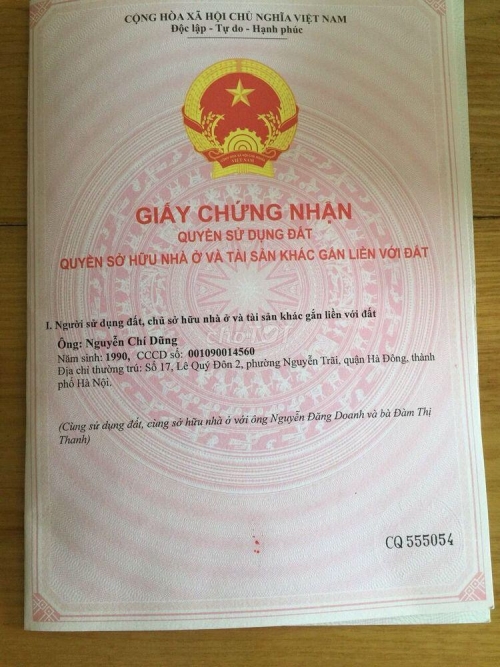 CỘNG HÒA XÃ HỘI CHỦ NGHĨA VIỆT NAM
Độc lập - Tự do - Hạnh phúc
VIỆT NAM
GIẤY CHỨNG NHẬN
QUYỀN SỬ DỤNG ĐẤT
QUYỀN SỞ HỮU NHÀ Ở VÀ TÀI SẢN KHÁC GẮN LIỀN VỚI ĐẤT
I. Người sử dụng đất, chủ sở hữu nhà ở và tài sản khác gắn liền với đất
Ông: Nguyễn Chí Dũng
Năm sinh: 1990, CCCD số: 001090014560
Địa chỉ thường trú: Số 17, Lê Quý Đôn 2, phường Nguyễn Trãi, quận Hà Đông, thành
phố Hà Nội.
(Cùng sử dụng đất, cùng sở hữu nhà ở với ông Nguyễn Đăng Doanh và bà Đàm Thị
Thanh)
CQ 555054